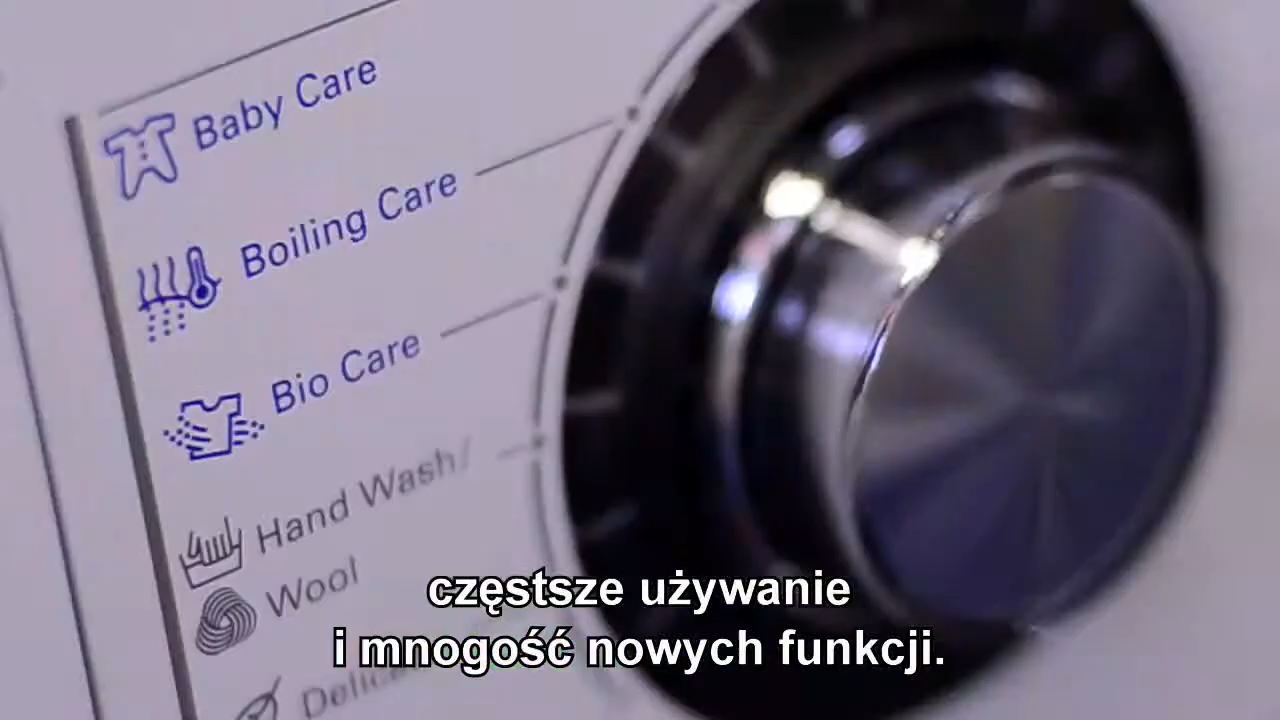 Baby Care
Boiling Care
Bio Care
Hand Wash/
Wool
częstsze używanie
i mnogość nowych funkcji.